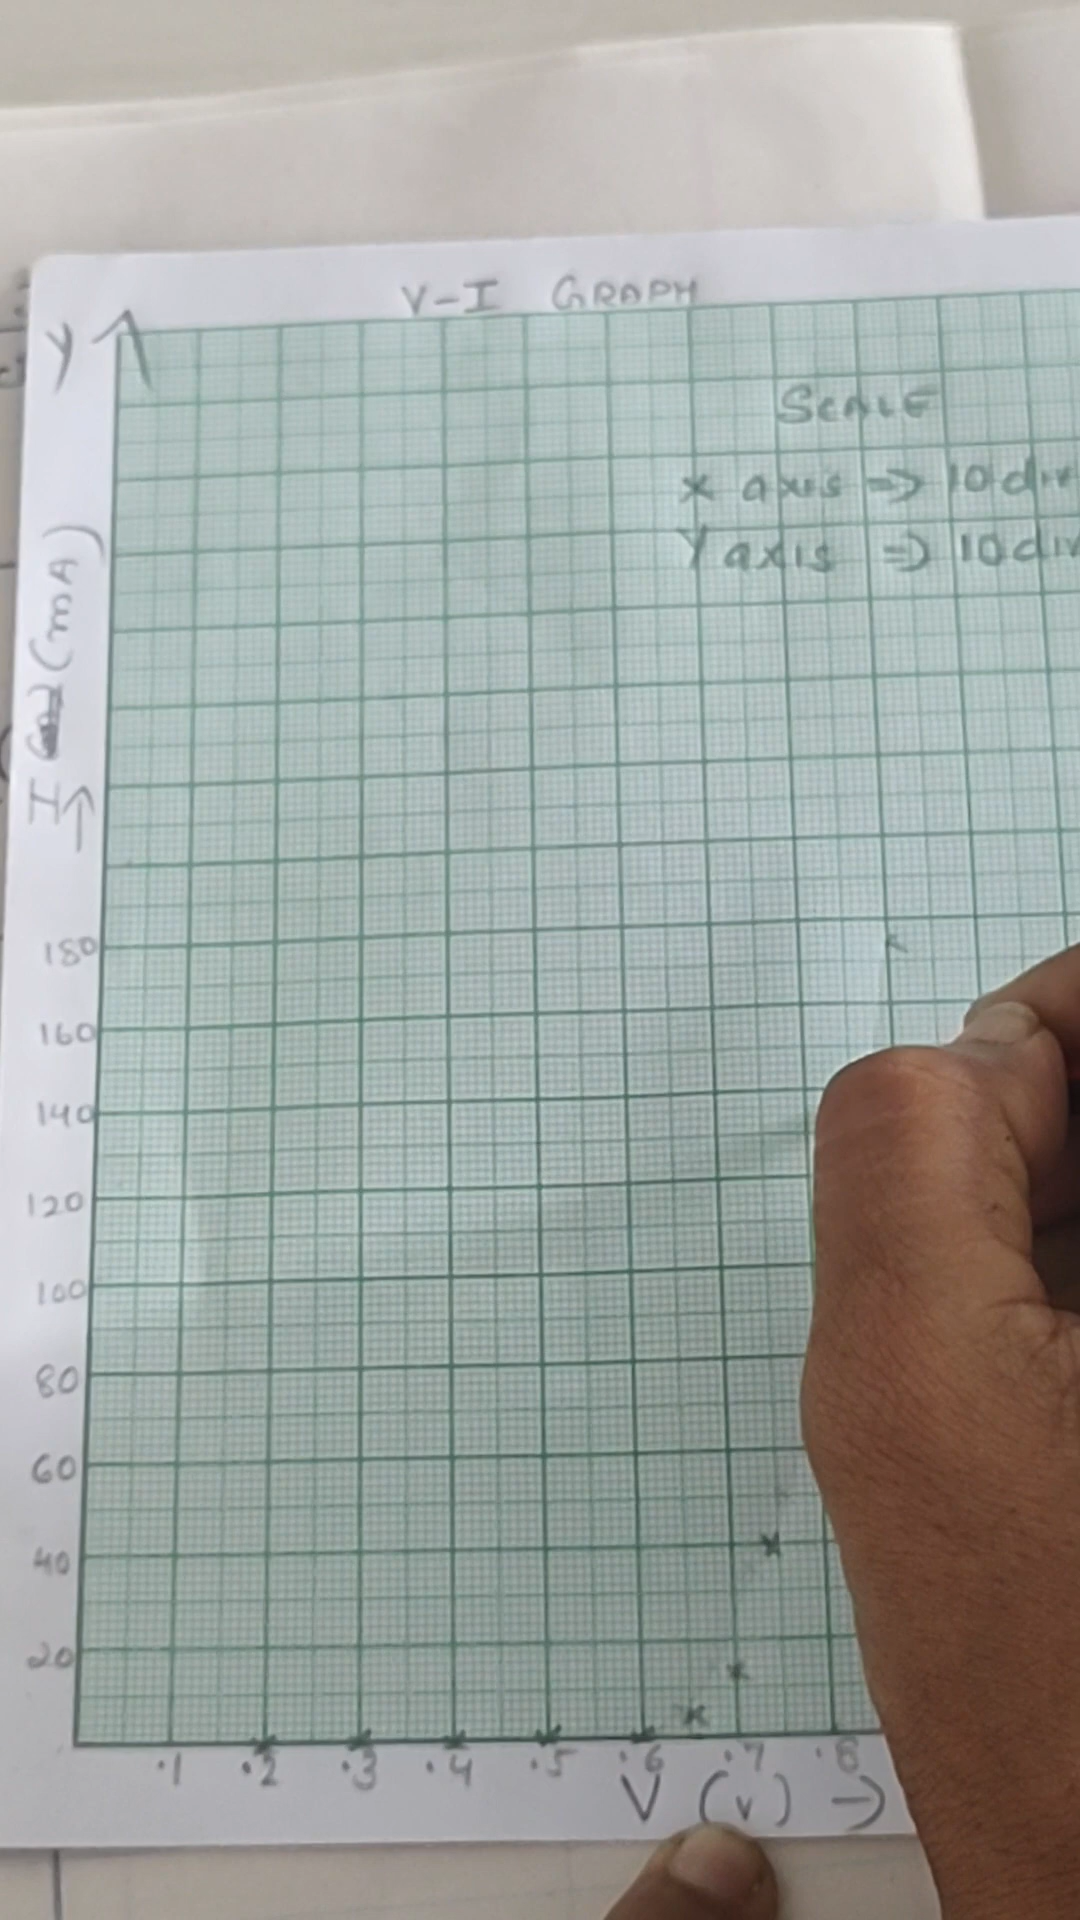 V-I GRAPH
Y
SCALE
X axis => 10 div
Y axis => 10 div
I (mA)
180
160
140
120
100
80
60
40
20
.1 .2 .3 .4 .5 .6 .7 .8
V (v) →